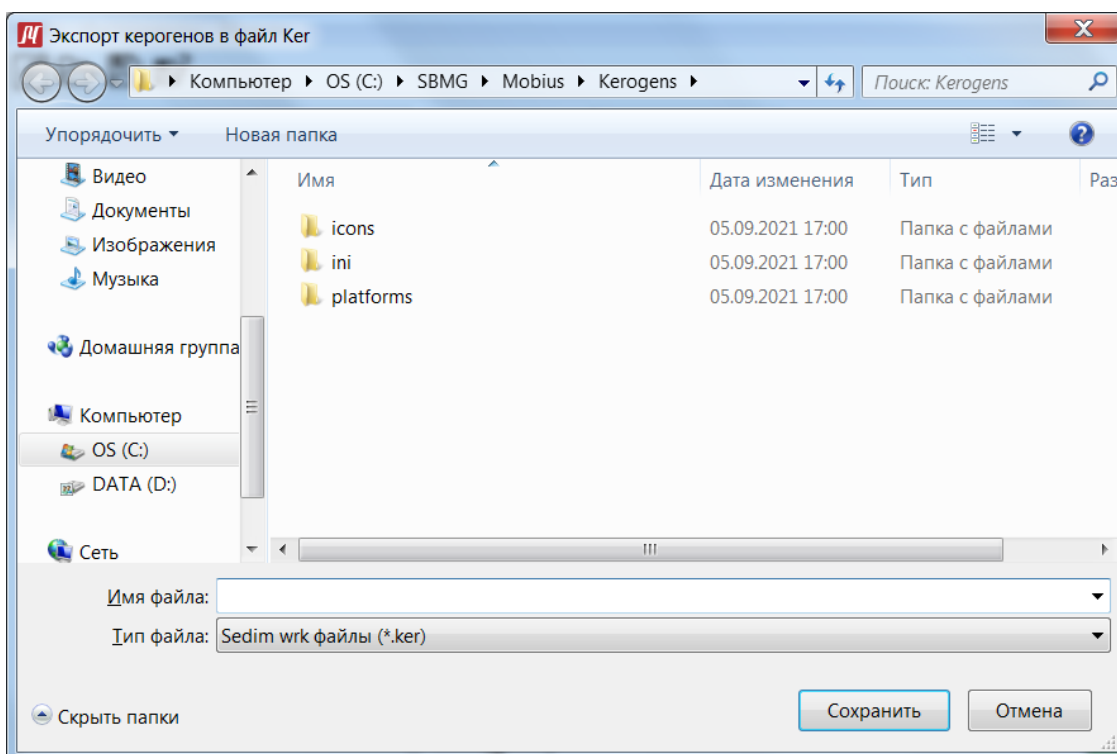 Экспорт керогенов в файл Ker
Компьютер OS (C:) SBMG Mobius Kerogens
Поиск: Kerogens
Упорядочить Новая папка
Видео
Документы
Изображения
Музыка
Домашняя группа
Компьютер
OS (C:)
DATA (D:)
Сеть
Имя Дата изменения Тип Раз
icons 05.09.2021 17:00 Папка с файлами
ini 05.09.2021 17:00 Папка с файлами
platforms 05.09.2021 17:00 Папка с файлами
Имя файла:
Тип файла: Sedim wrk файлы (*.ker)
Скрыть папки Сохранить Отмена